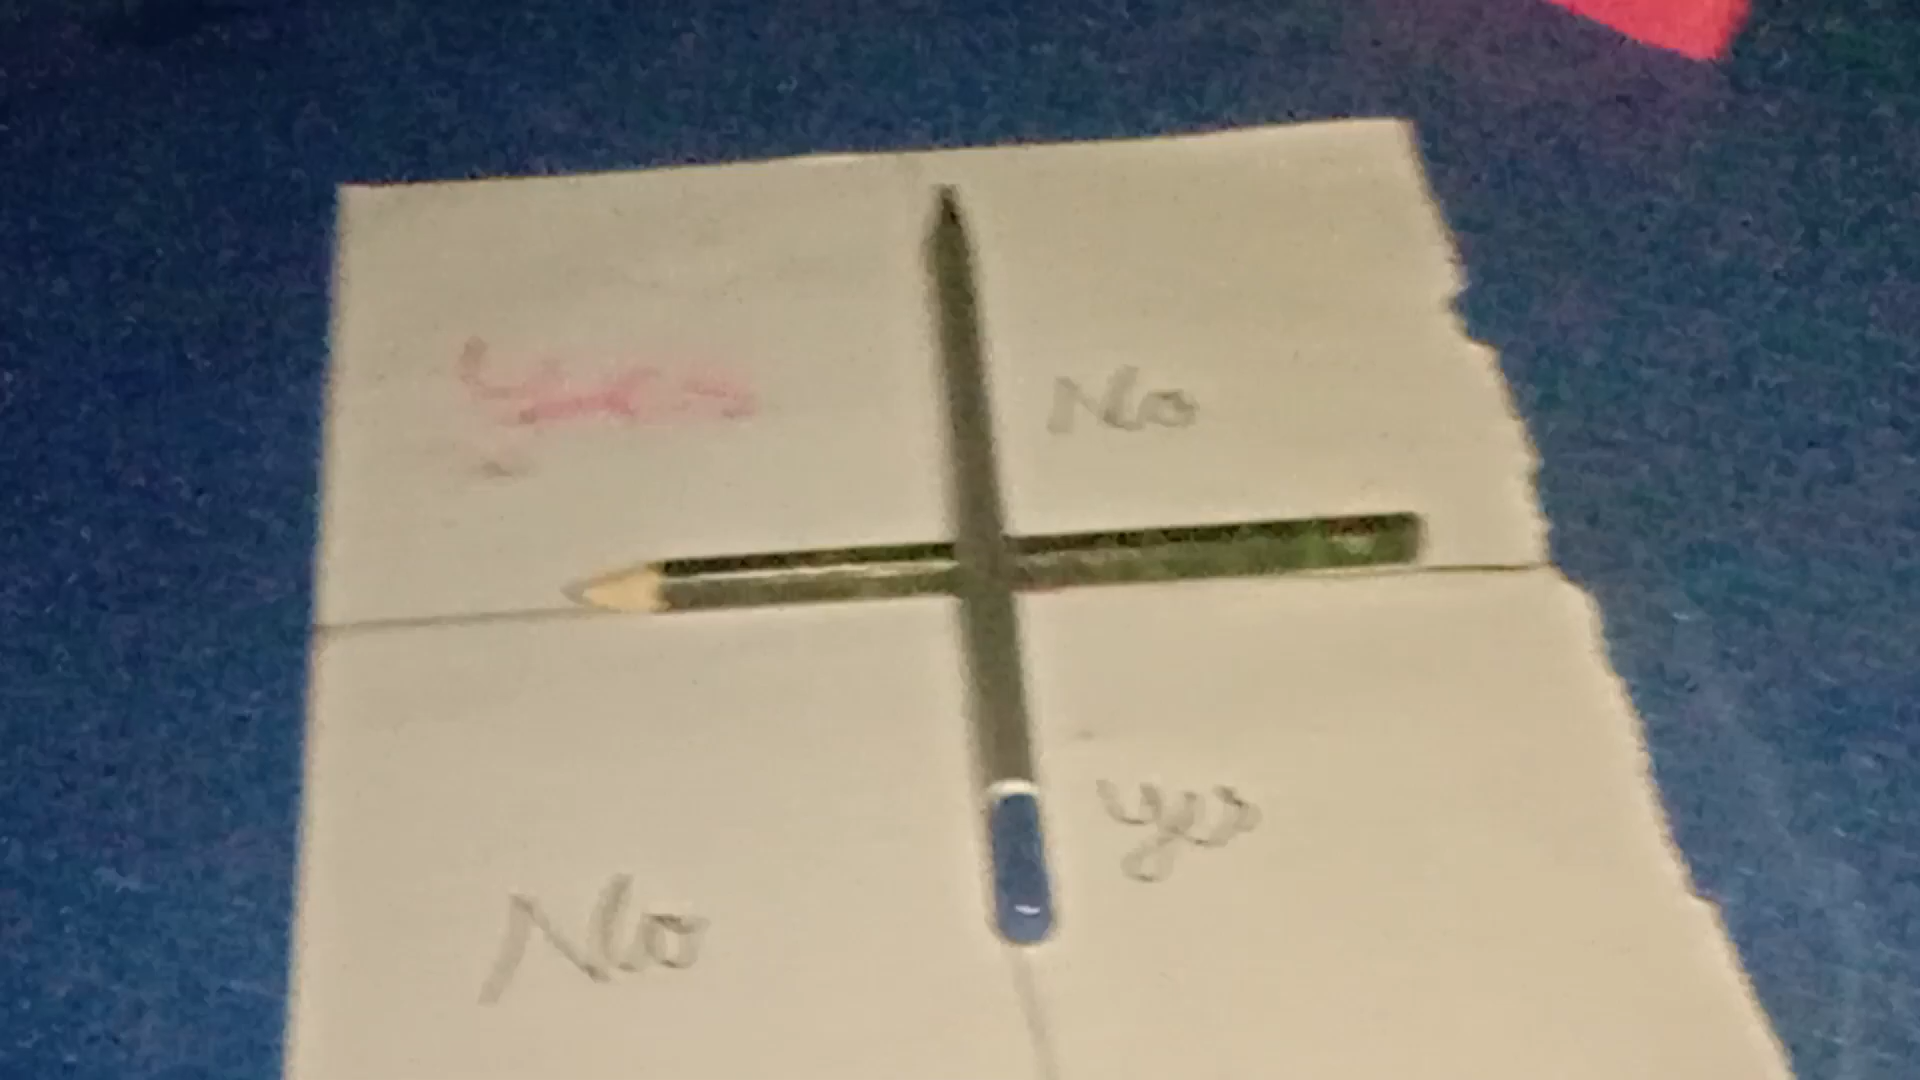 Yes No
No yes